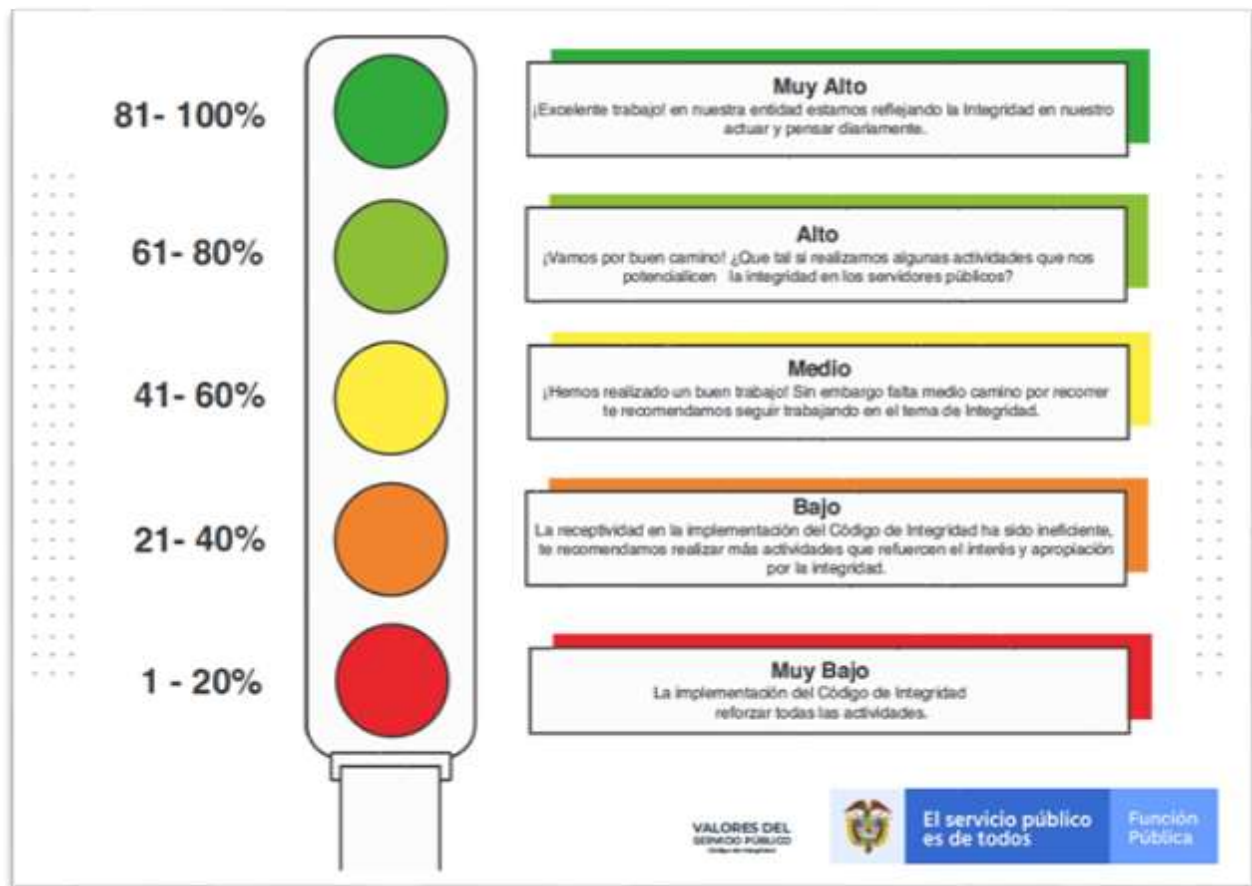 81- 100%
Muy Alto
¡Excelente trabajo! en nuestra entidad estamos reflejando la Integridad en nuestro
actuar y pensar diariamente.
61- 80%
Alto
¡Vamos por buen camino! ¿Que tal si realizamos algunas actividades que nos
potencialicen la integridad en los servidores públicos?
41- 60%
Medio
¡Hemos realizado un buen trabajo! Sin embargo falta medio camino por recorrer
te recomendamos seguir trabajando en el tema de Integridad.
21- 40%
Bajo
La receptividad en la implementación del Código de Integridad ha sido ineficiente,
te recomendamos realizar más actividades que refuercen el interés y apropiación
por la integridad.
1 - 20%
Muy Bajo
La implementación del Código de Integridad
reforzar todas las actividades.
VALORES DEL
SERVICIO PÚBLICO
Código de Integridad
El servicio público
es de todos
Función
Pública